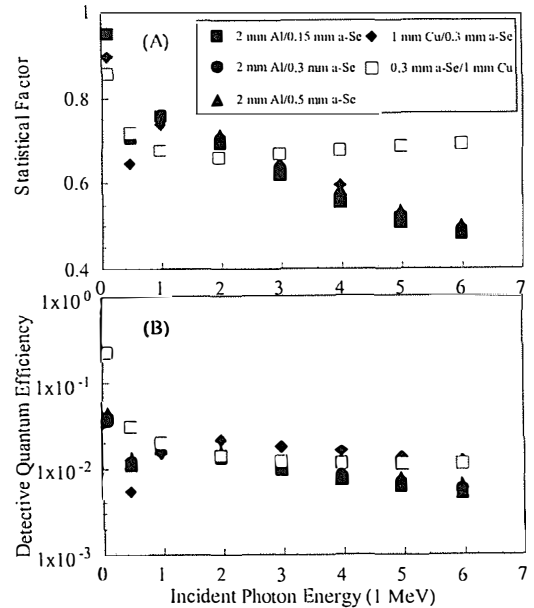 1
(A)
2 mm Al/0.15 mm a-Se
1 mm Cu/0.3 mm a-Se
2 mm Al/0.3 mm a-Se
0.3 mm a-Se/1 mm Cu
2 mm Al/0.5 mm a-Se
0.8
0.6
0.4
Statistical Factor
0 1 2 3 4 5 6 7
1x10⁰
(B)
1x10⁻¹
1x10⁻²
1x10⁻³
Detective Quantum Efficiency
0 1 2 3 4 5 6 7
Incident Photon Energy (1 MeV)